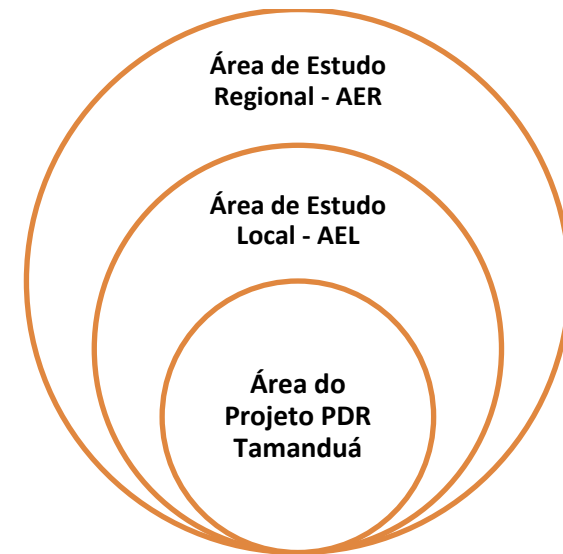 Área de Estudo
Regional - AER
Área de Estudo
Local - AEL
Área do
Projeto PDR
Tamanduá